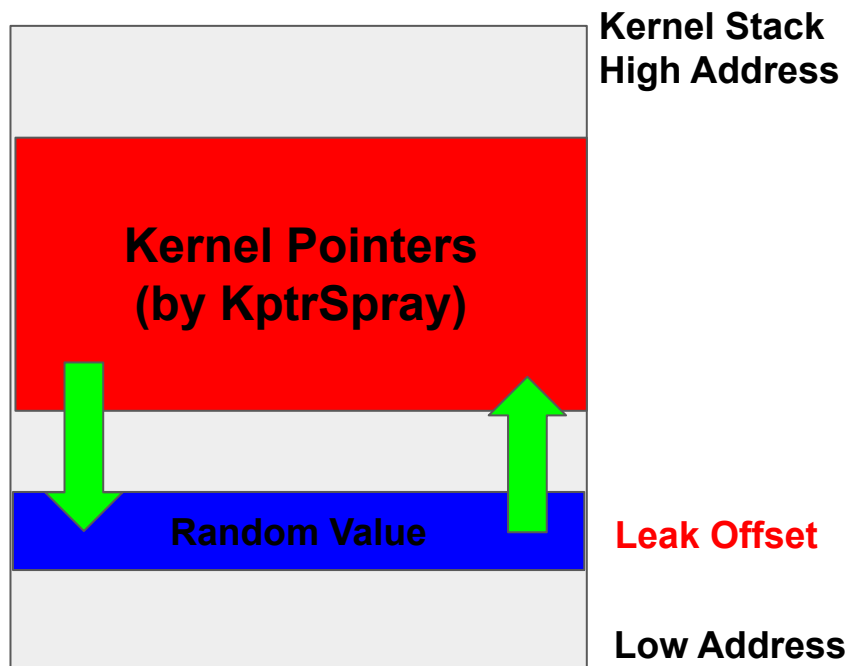 Kernel Stack
High Address
Kernel Pointers
(by KptrSpray)
Random Value
Leak Offset
Low Address